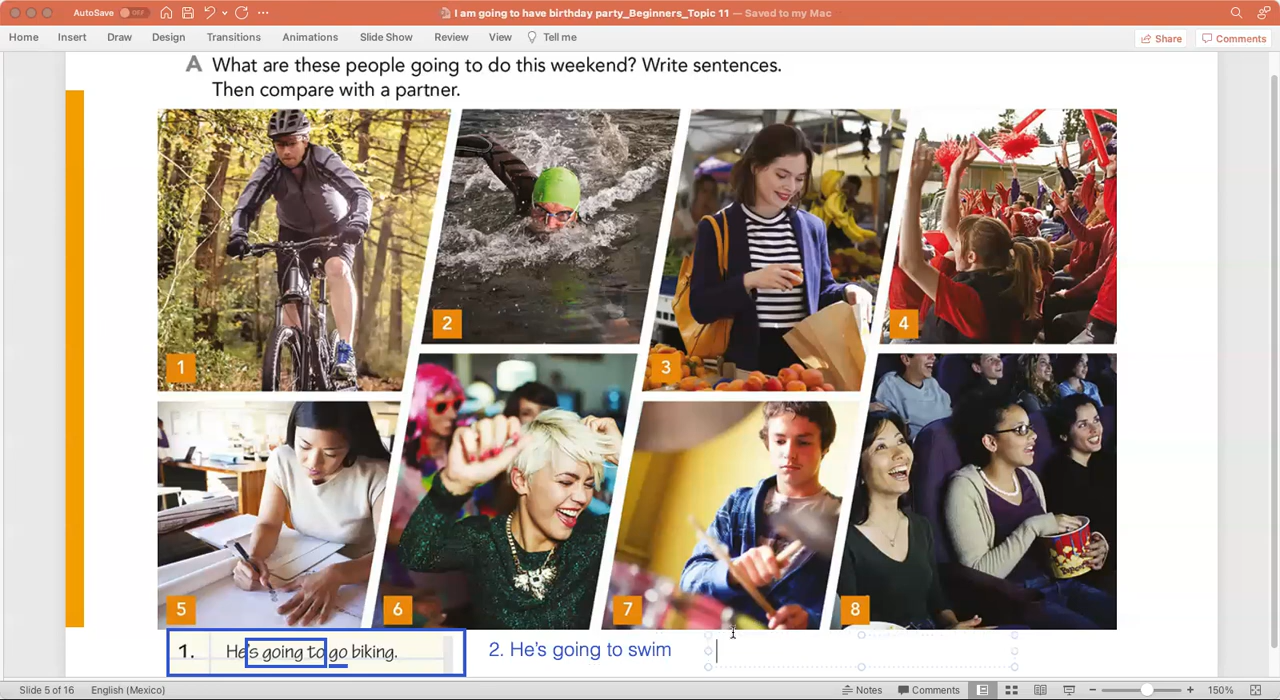 AutoSave OFF
I am going to have birthday party_Beginners_Topic 11 — Saved to my Mac
Home Insert Draw Design Transitions Animations Slide Show Review View Tell me
Share Comments
A What are these people going to do this weekend? Write sentences.
Then compare with a partner.
1
2
3
4
5
6
7
8
1. He's going to go biking.
2. He's going to swim
Slide 5 of 16 English (Mexico)
Notes Comments 150%